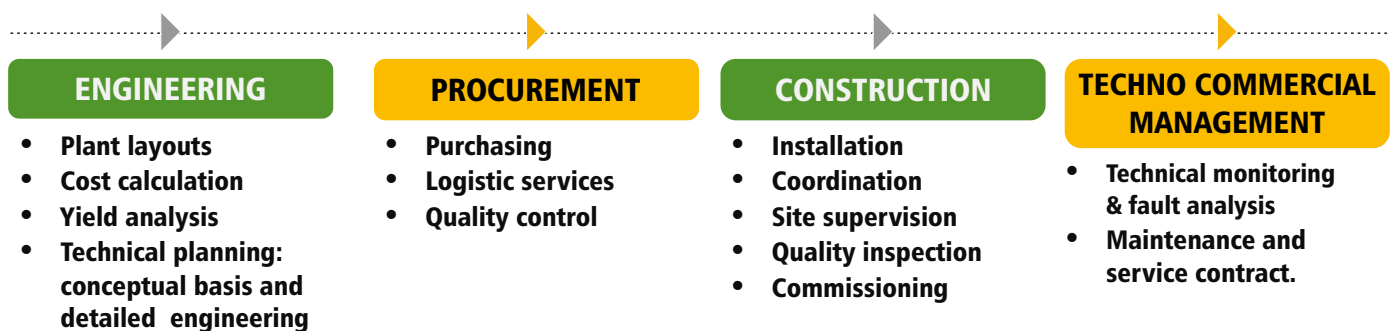 ENGINEERING
• Plant layouts
• Cost calculation
• Yield analysis
• Technical planning:
conceptual basis and
detailed engineering
PROCUREMENT
• Purchasing
• Logistic services
• Quality control
CONSTRUCTION
• Installation
• Coordination
• Site supervision
• Quality inspection
• Commissioning
TECHNO COMMERCIAL
MANAGEMENT
• Technical monitoring
& fault analysis
• Maintenance and
service contract.